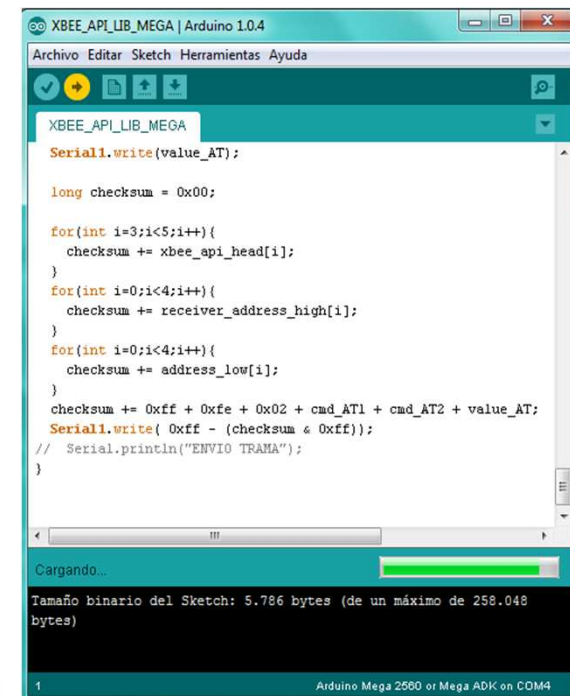 XBEE_API_LIB_MEGA | Arduino 1.0.4
Archivo Editar Sketch Herramientas Ayuda
XBEE_API_LIB_MEGA
Serial1.write(value_AT);
long checksum = 0x00;
for(int i=3;i<5;i++){
checksum += xbee_api_head[i];
}
for(int i=0;i<4;i++){
checksum += receiver_address_high[i];
}
for(int i=0;i<4;i++){
checksum += address_low[i];
}
checksum += 0xff + 0xfe + 0x02 + cmd_AT1 + cmd_AT2 + value_AT;
Serial1.write( 0xff - (checksum & 0xff));
// Serial.println("ENVIO TRAMA");
}
Cargando...
Tamaño binario del Sketch: 5.786 bytes (de un máximo de 258.048
bytes)
1 Arduino Mega 2560 or Mega ADK on COM4